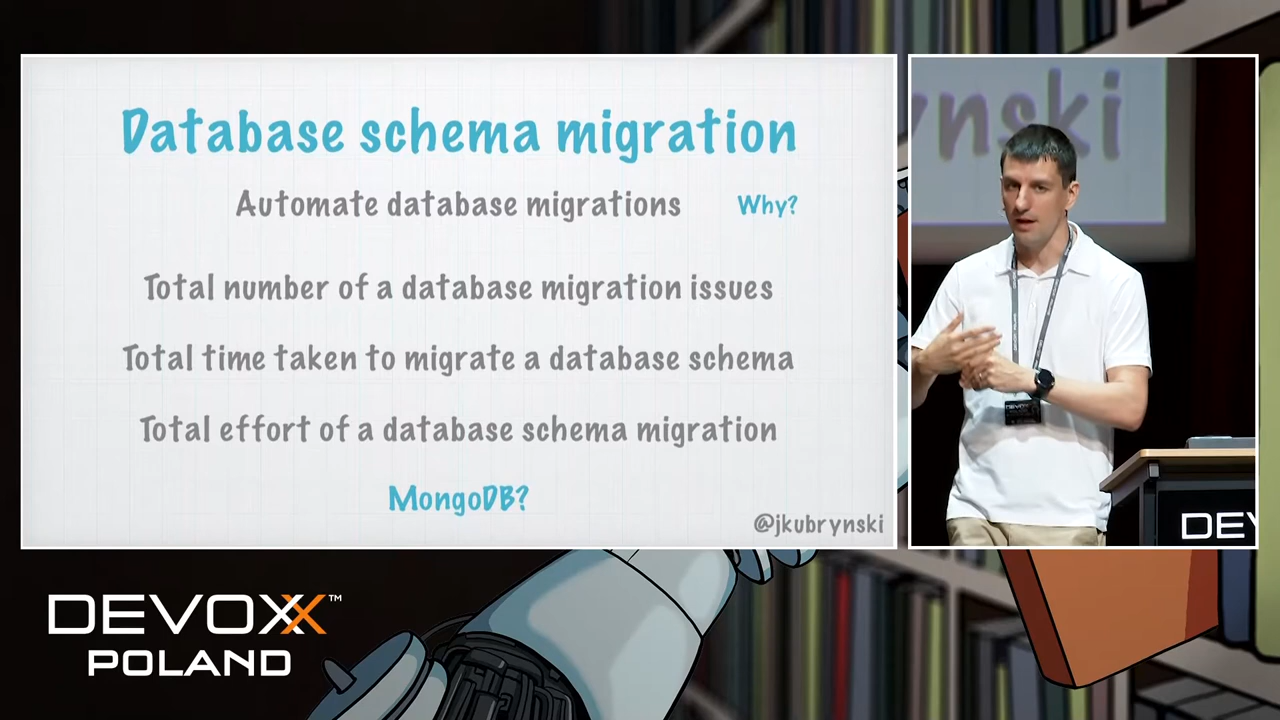 Database schema migration
Automate database migrations Why?
Total number of a database migration issues
Total time taken to migrate a database schema
Total effort of a database schema migration
MongoDB?
@jkubrynski
ynski
DEVOXX
DEV
DEVOXX™
POLAND